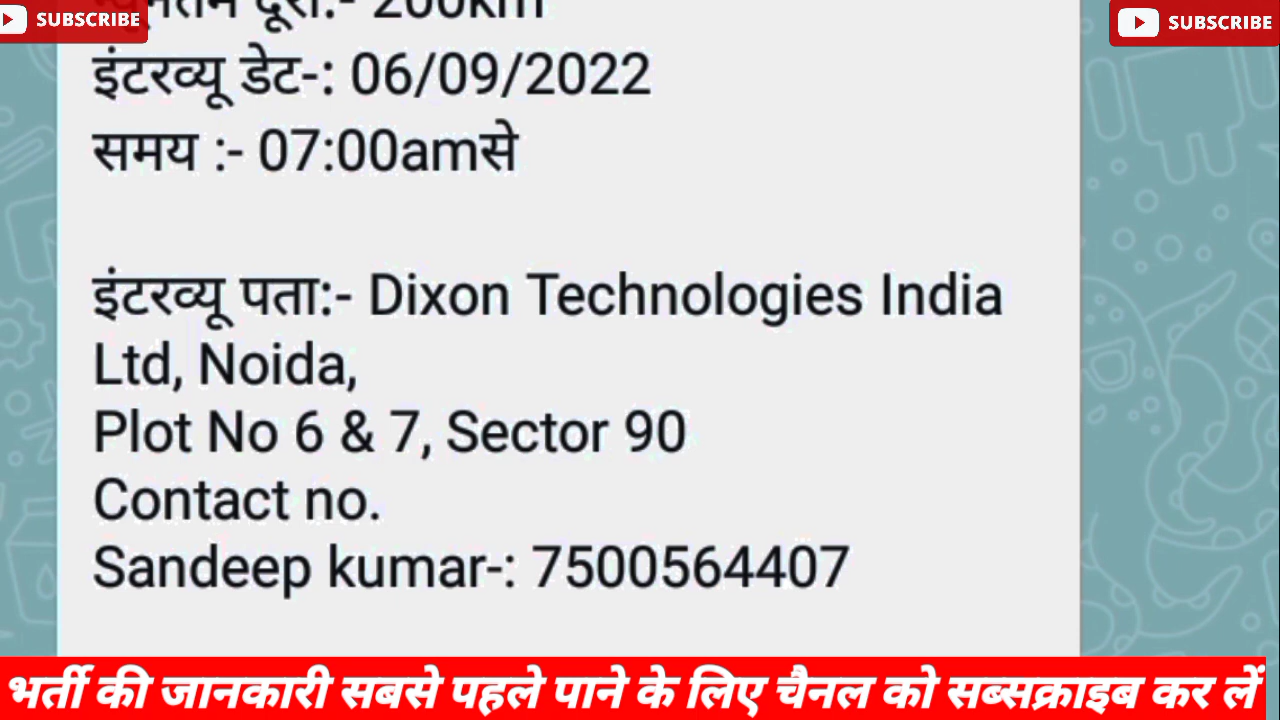 SUBSCRIBE
SUBSCRIBE
दूरी:- 200km
इंटरव्यू डेट-: 06/09/2022
समय :- 07:00amसे
इंटरव्यू पता:- Dixon Technologies India
Ltd, Noida,
Plot No 6 & 7, Sector 90
Contact no.
Sandeep kumar-: 7500564407
भर्ती की जानकारी सबसे पहले पाने के लिए चैनल को सब्सक्राइब कर लें